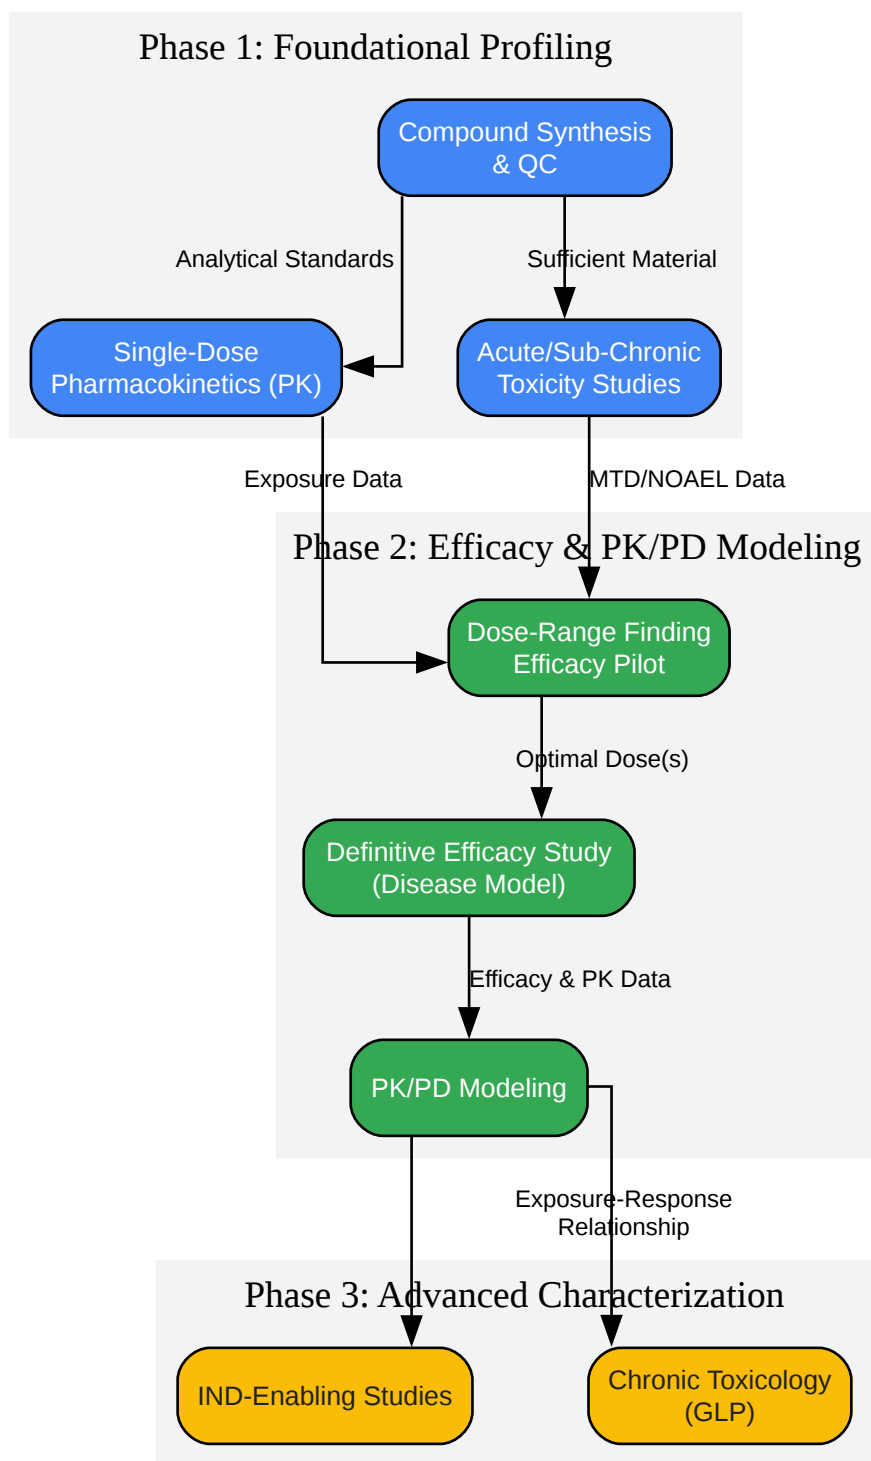 Phase 1: Foundational Profiling
Compound Synthesis
& QC
Analytical Standards
Sufficient Material
Single-Dose
Pharmacokinetics (PK)
Acute/Sub-Chronic
Toxicity Studies
Exposure Data
MTD/NOAEL Data
Phase 2: Efficacy & PK/PD Modeling
Dose-Range Finding
Efficacy Pilot
Optimal Dose(s)
Definitive Efficacy Study
(Disease Model)
Efficacy & PK Data
PK/PD Modeling
Exposure-Response
Relationship
Phase 3: Advanced Characterization
IND-Enabling Studies
Chronic Toxicology
(GLP)